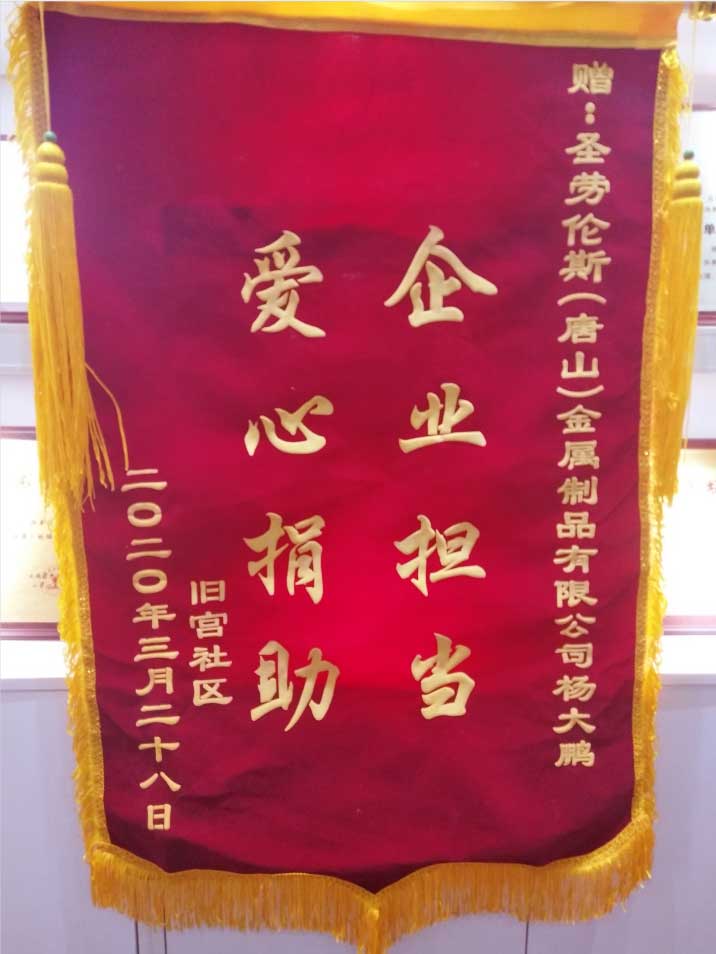 赠:圣劳伦斯(唐山)金属制品有限公司杨大鹏
企业担当
爱心捐助
旧宫社区
二〇二〇年三月二十八日